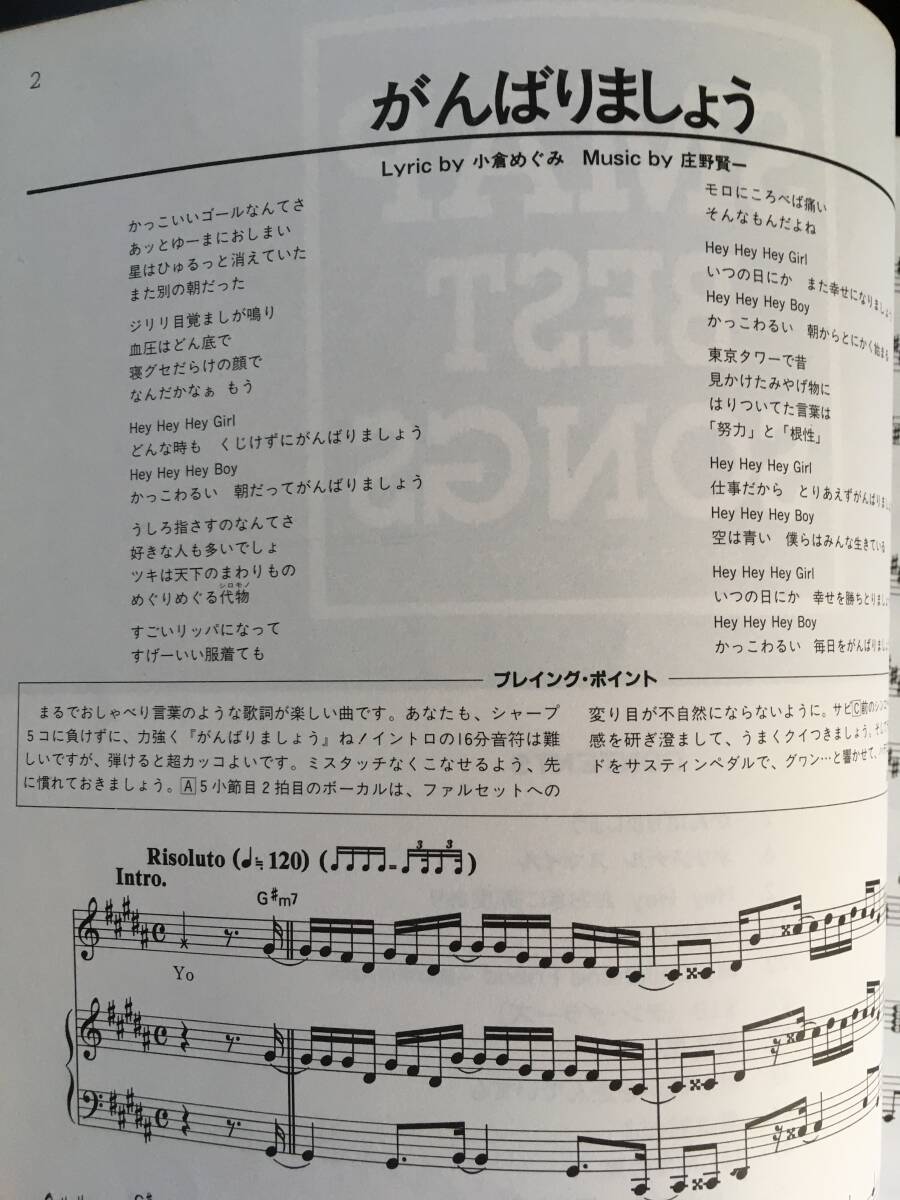 2
がんばりましょう
Lyric by 小倉めぐみ Music by 庄野賢一
かっこいいゴールなんてさ
あッとゆーまにおしまい
星はひゅるっと消えていた
また別の朝だった
ジリリ目覚ましが鳴り
血圧はどん底で
寝グセだらけの顔で
なんだかなぁ もう
Hey Hey Hey Girl
どんな時も くじけずにがんばりましょう
Hey Hey Hey Boy
かっこわるい 朝だってがんばりましょう
うしろ指さすのなんてさ
好きな人も多いでしょ
ツキは天下のまわりもの
シロモノ
めぐりめぐる代物
すごいリッパになって
すげーいい服着ても
モロにころべば痛い
そんなもんだよね
Hey Hey Hey Girl
いつの日にか また幸せになりましょ
Hey Hey Hey Boy
かっこわるい 朝からとにかく始まる
東京タワーで昔
見かけたみやげ物に
はりついてた言葉は
「努力」と「根性」
Hey Hey Hey Girl
仕事だから とりあえずがんばりま
Hey Hey Hey Boy
空は青い 僕らはみんな生きている
Hey Hey Hey Girl
いつの日にか 幸せを勝ちとりまし
Hey Hey Hey Boy
かっこわるい 毎日をがんばりま
プレイング・ポイント
まるでおしゃべり言葉のような歌詞が楽しい曲です。あなたも、シャープ
5コに負けずに、力強く『がんばりましょう』ね！イントロの16分音符は難
しいですが、弾けると超カッコよいです。ミスタッチなくこなせるよう、先
に慣れておきましょう。A5小節目2拍目のボーカルは、ファルセットへの
変り目が不自然にならないように。サビC前のシン
感を研ぎ澄まして、うまくクイつきましょう。そし
ドをサスティンペダルで、グワン…と響かせて、
Risoluto (♩≒120)
3 3
Intro.
G#m7
Yo